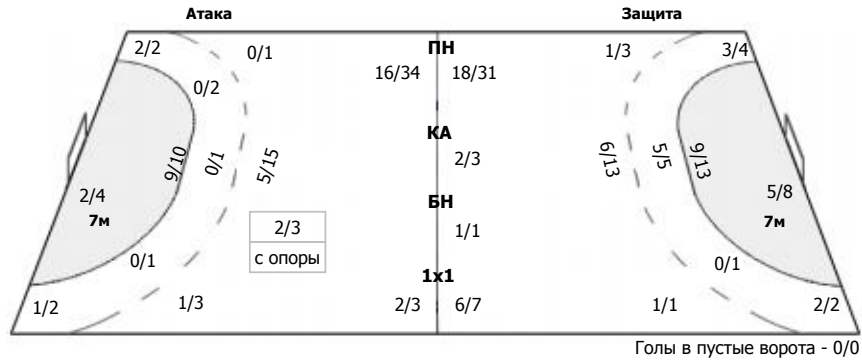 Атака Защита
2/2 0/1 ПН 1/3 3/4
16/34 18/31
0/2
КА
9/10 0/1 5/15 2/3 6/13 5/5 9/13
2/4 5/8
7м 7м
БН
2/3 1/1
с опоры
0/1 0/1
1x1
1/2 1/3 2/3 6/7 1/1 2/2
Голы в пустые ворота - 0/0